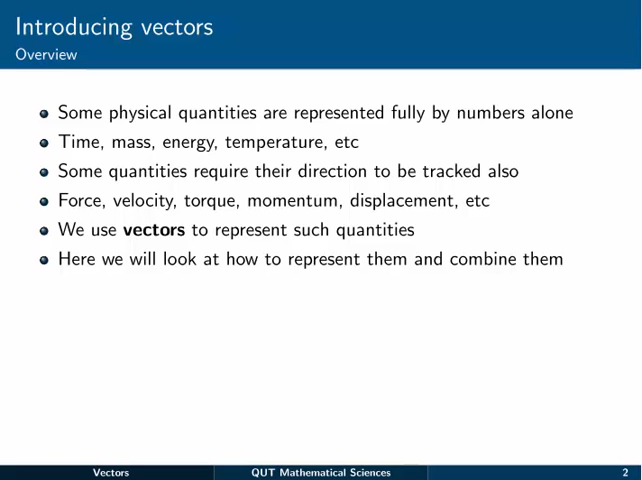 Introducing vectors
Overview
Some physical quantities are represented fully by numbers alone
Time, mass, energy, temperature, etc
Some quantities require their direction to be tracked also
Force, velocity, torque, momentum, displacement, etc
We use vectors to represent such quantities
Here we will look at how to represent them and combine them
Vectors QUT Mathematical Sciences 2